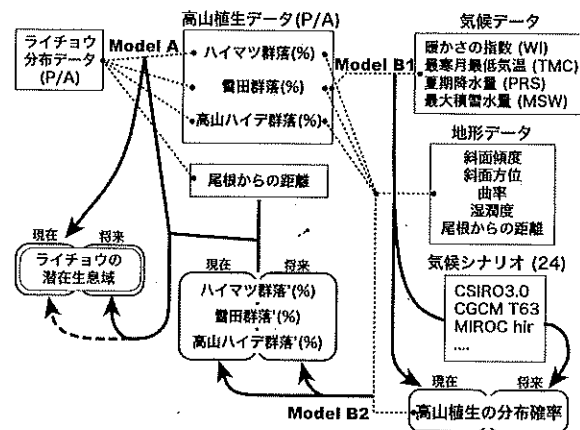 高山植生データ(P/A)
気候データ
ライチョウ
分布データ
(P/A)
Model A
ハイマツ群落(%)
雪田群落(%)
高山ハイデ群落(%)
Model B1
暖かさの指数 (WI)
最寒月最低気温 (TMC)
夏期降水量 (PRS)
最大積雪水量 (MSW)
地形データ
斜面傾度
斜面方位
曲率
湿潤度
尾根からの距離
尾根からの距離
現在
将来
ライチョウの
潜在生息域
現在
将来
ハイマツ群落'(%)
雪田群落'(%)
高山ハイデ群落'(%)
気候シナリオ (24)
CSIRO3.0
CGCM T63
MIROC hir
....
Model B2
現在
将来
高山植生の分布確率